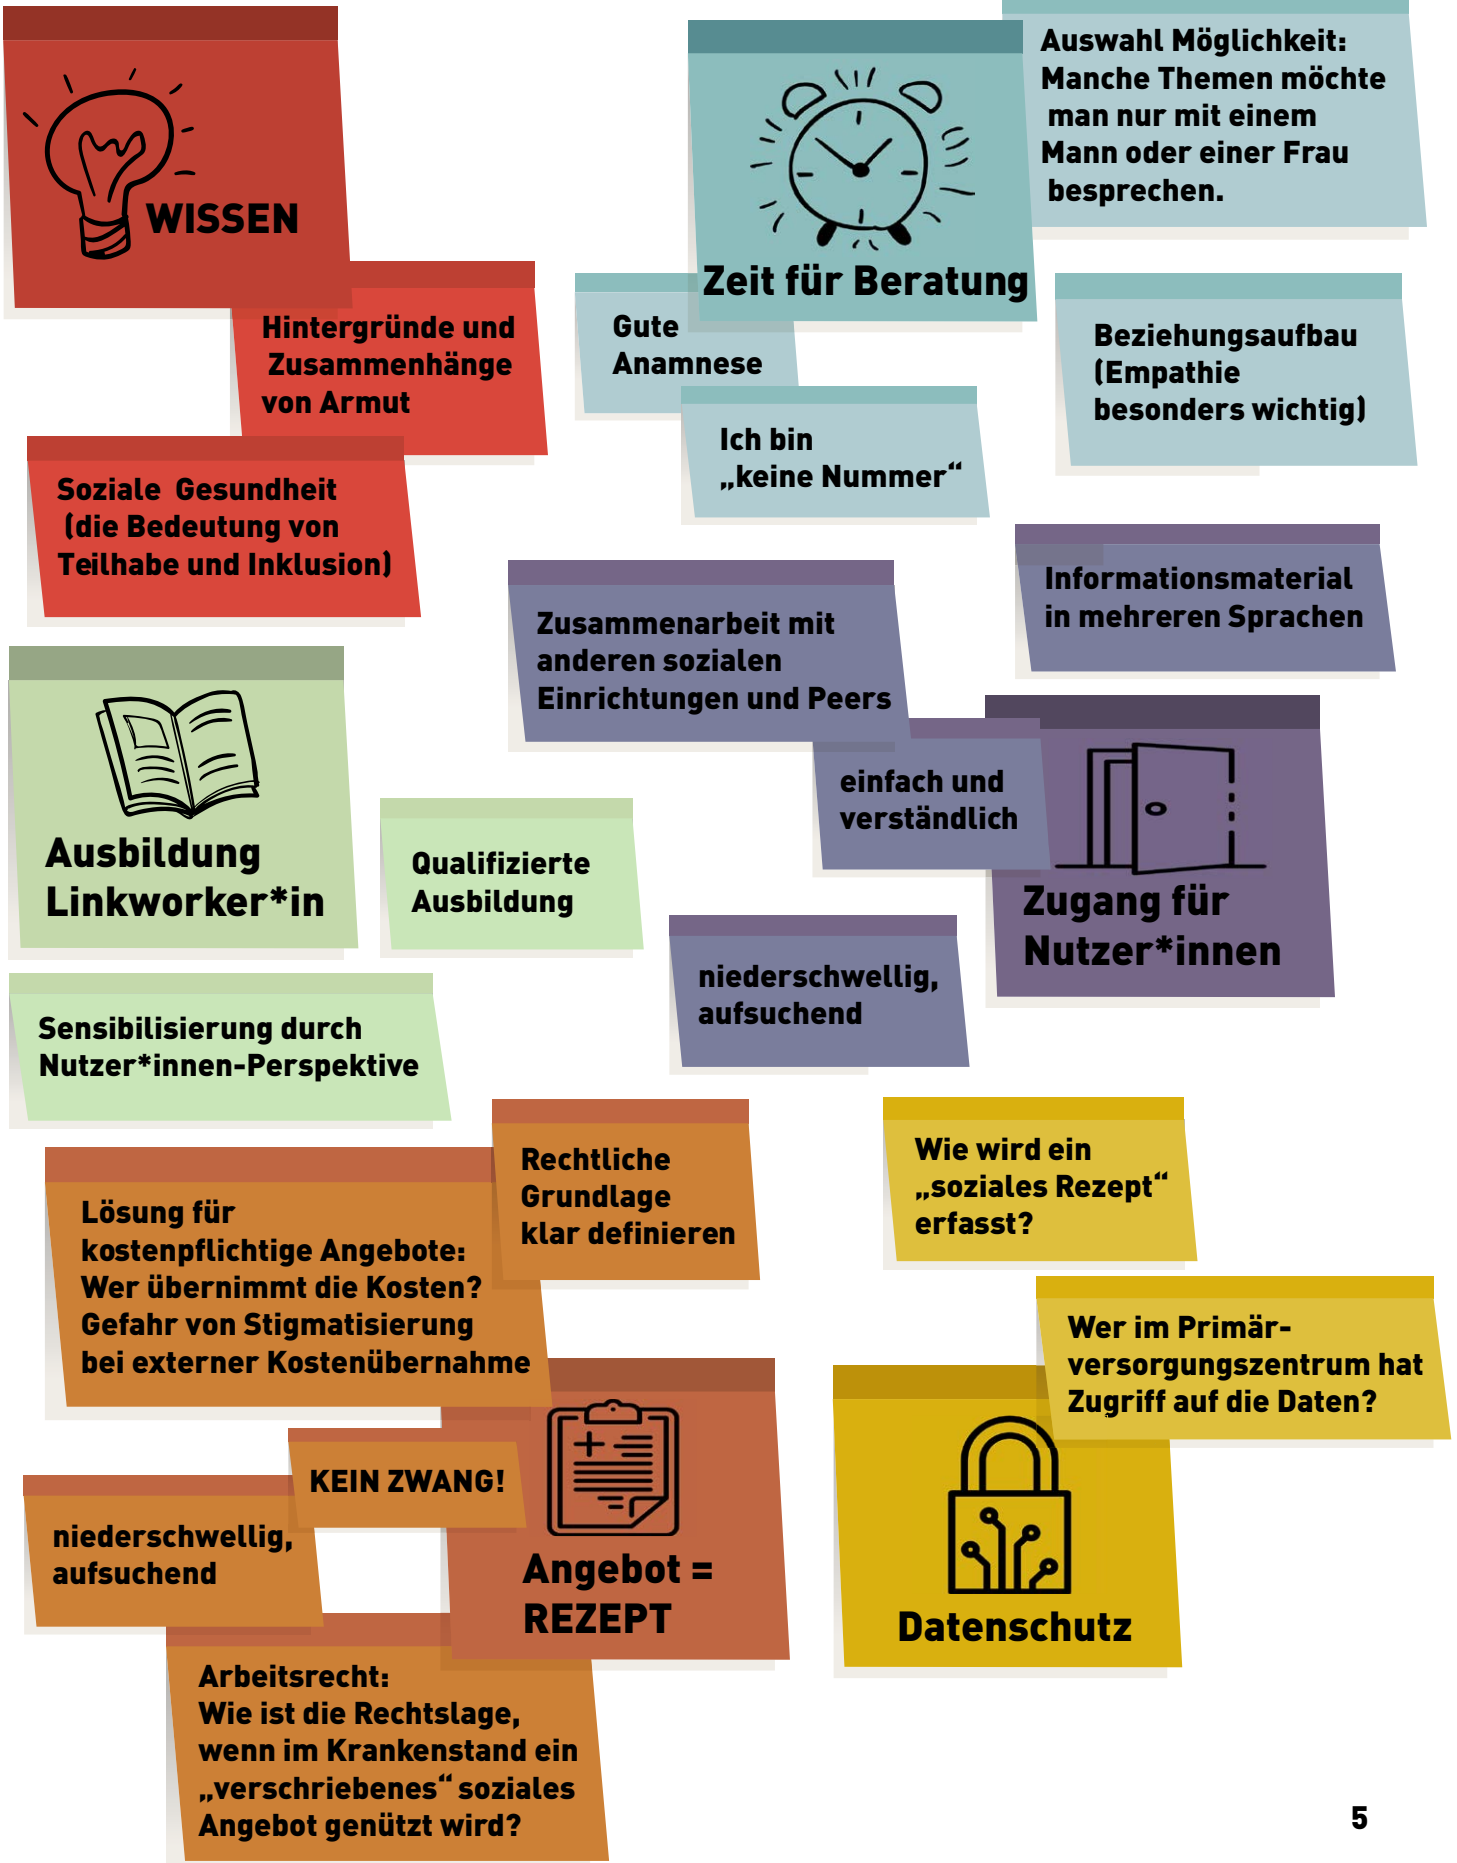 WISSEN
Hintergründe und
Zusammenhänge
von Armut
Soziale Gesundheit
(die Bedeutung von
Teilhabe und Inklusion)
Zeit für Beratung
Auswahl Möglichkeit:
Manche Themen möchte
man nur mit einem
Mann oder einer Frau
besprechen.
Gute
Anamnese
Ich bin
„keine Nummer“
Beziehungsaufbau
(Empathie
besonders wichtig)
Informationsmaterial
in mehreren Sprachen
Zusammenarbeit mit
anderen sozialen
Einrichtungen und Peers
einfach und
verständlich
Zugang für
Nutzer*innen
niederschwellig,
aufsuchend
Ausbildung
Linkworker*in
Qualifizierte
Ausbildung
Sensibilisierung durch
Nutzer*innen-Perspektive
Rechtliche
Grundlage
klar definieren
Lösung für
kostenpflichtige Angebote:
Wer übernimmt die Kosten?
Gefahr von Stigmatisierung
bei externer Kostenübernahme
KEIN ZWANG!
niederschwellig,
aufsuchend
Angebot =
REZEPT
Arbeitsrecht:
Wie ist die Rechtslage,
wenn im Krankenstand ein
„verschriebenes“ soziales
Angebot genützt wird?
Wie wird ein
„soziales Rezept“
erfasst?
Wer im Primär-
versorgungszentrum hat
Zugriff auf die Daten?
Datenschutz
5